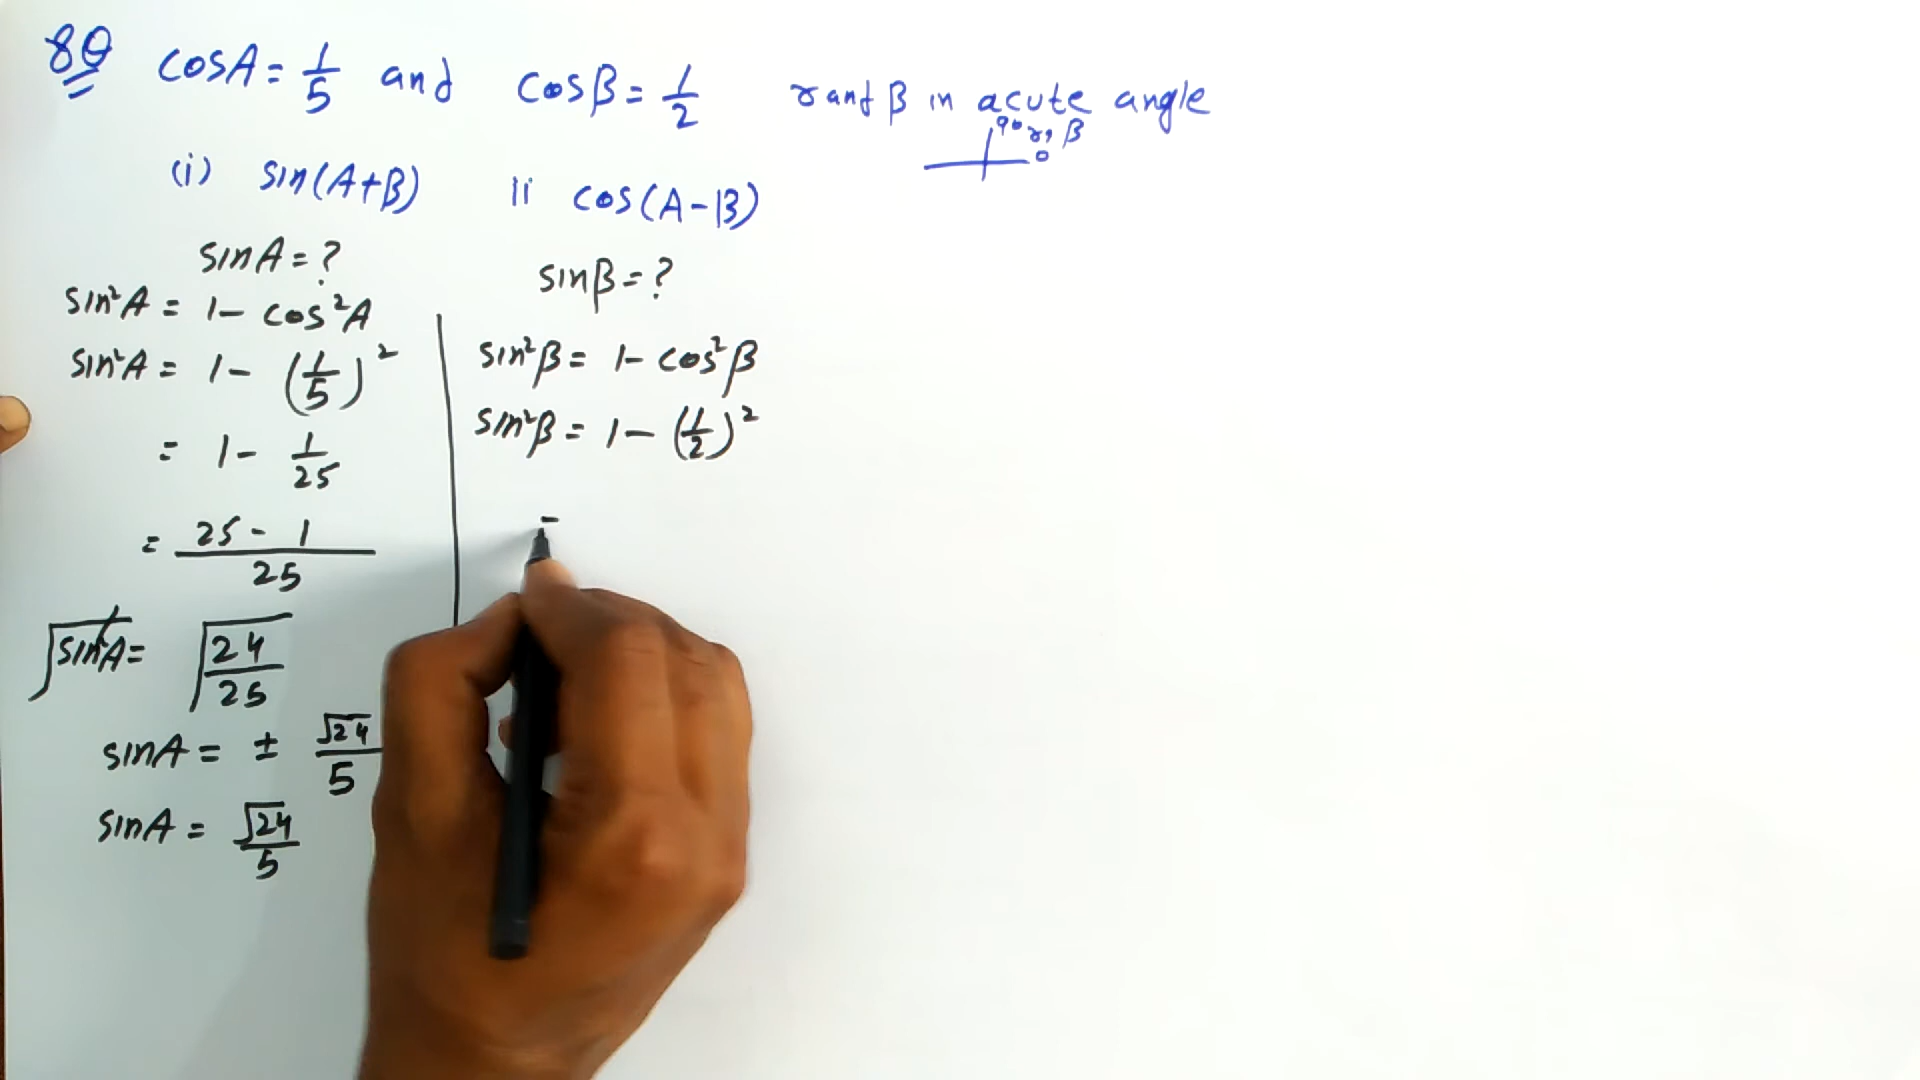 8θ cosA = 1/5 and cosβ = 1/2 r and β in acute angle
90 r, β
0
(i) sin(A+β) ii cos(A-B)
sinA = ?
sin²A = 1 - cos²A
sin²A = 1 - (1/5)²
= 1 - 1/25
= 25 - 1 / 25
√sin²A = √24/25
sinA = ± √24/5
sinA = √24/5
sinβ = ?
sin²β = 1 - cos²β
sin²β = 1 - (1/2)²